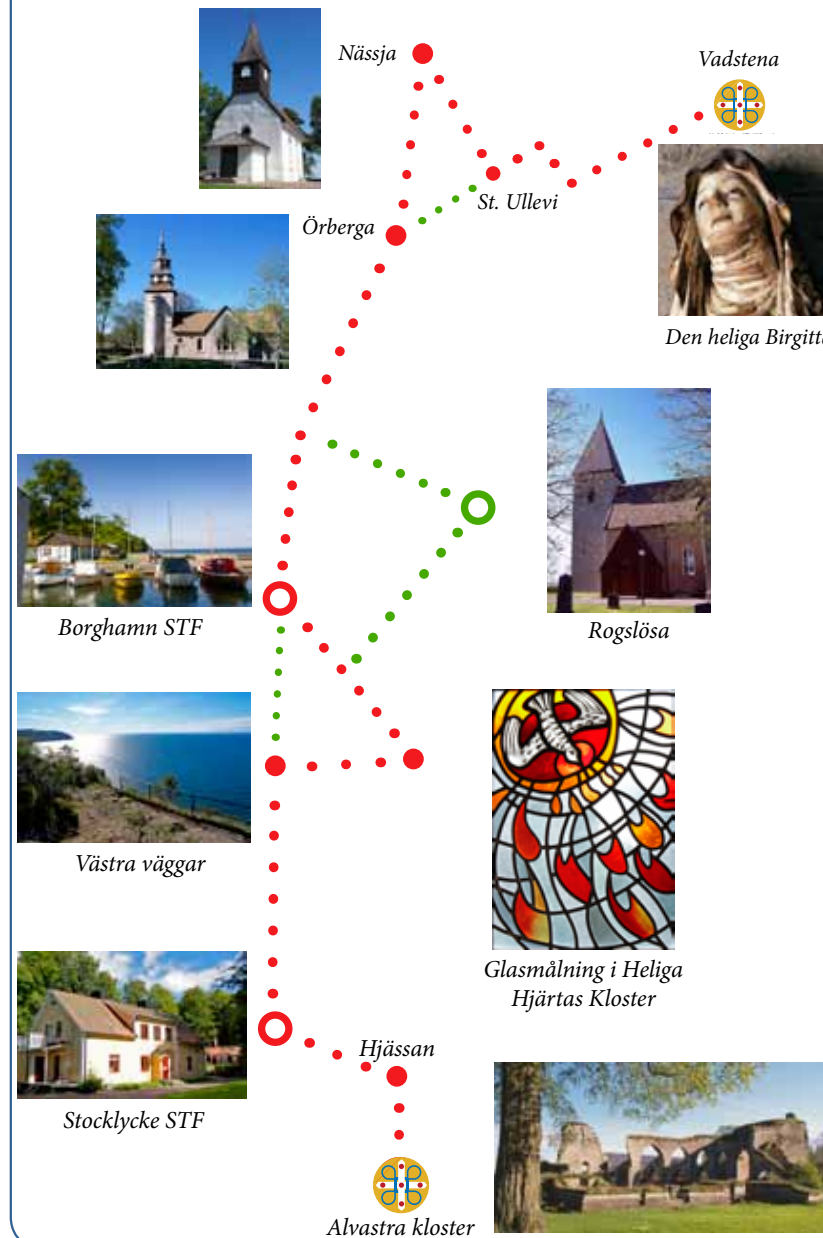 Nässja
Vadstena
St. Ullevi
Örberga
Den heliga Birgitta
Rogslösa
Borghamn STF
Västra väggar
Glasmålning i Heliga
Hjärtas Kloster
Hjässan
Stocklycke STF
Alvastra kloster